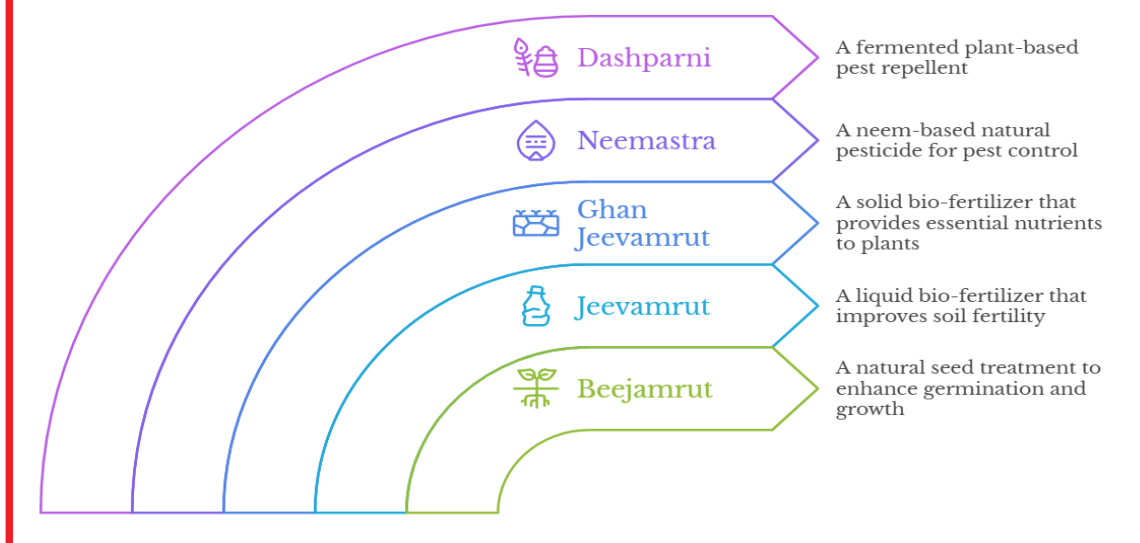 Dashparni
A fermented plant-based
pest repellent
Neemastra
A neem-based natural
pesticide for pest control
Ghan
Jeevamrut
A solid bio-fertilizer that
provides essential nutrients
to plants
Jeevamrut
A liquid bio-fertilizer that
improves soil fertility
Beejamrut
A natural seed treatment to
enhance germination and
growth